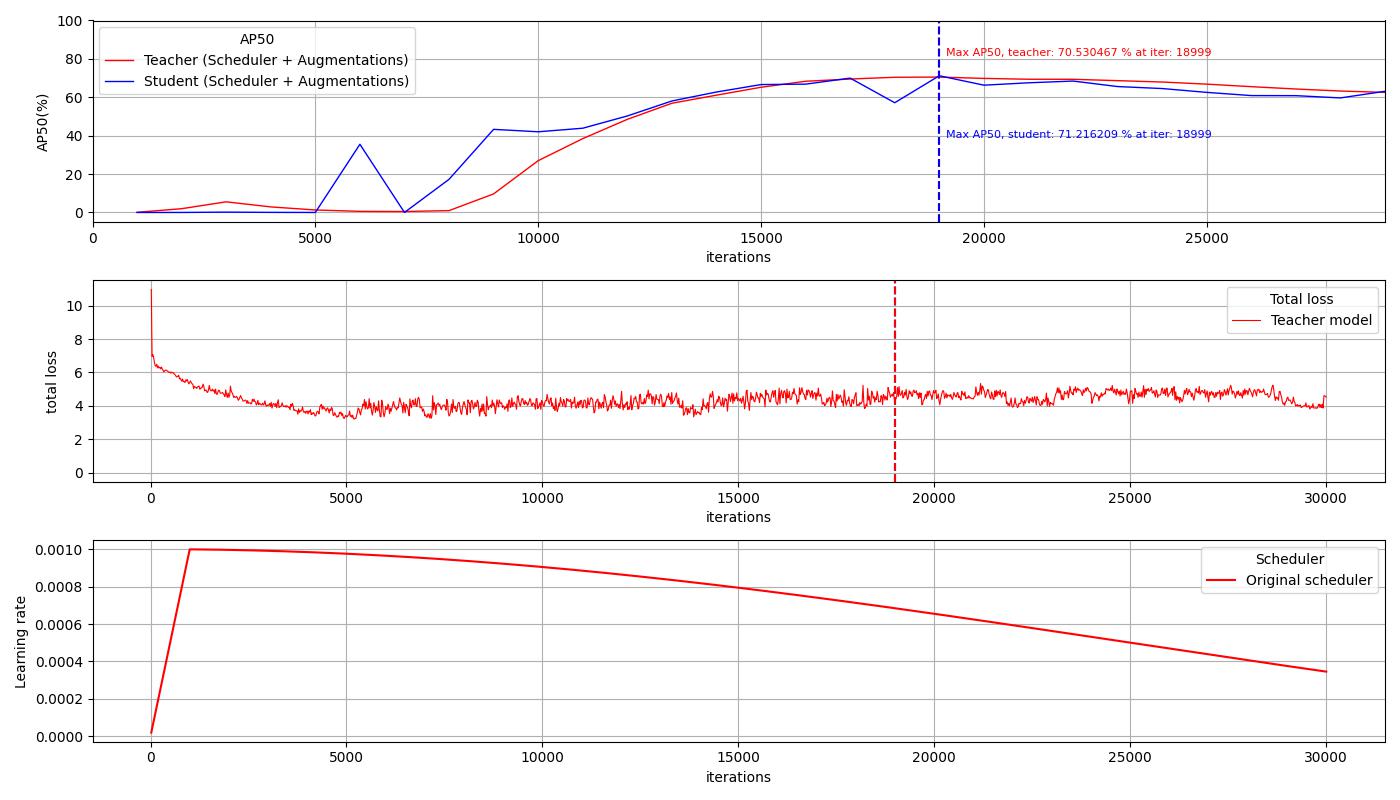 100
80
60
40
20
0
AP50(%)
AP50
Teacher (Scheduler + Augmentations)
Student (Scheduler + Augmentations)
Max AP50, teacher: 70.530467 % at iter: 18999
Max AP50, student: 71.216209 % at iter: 18999
0 5000 10000 15000 20000 25000
iterations
10
8
6
4
2
0
total loss
Total loss
Teacher model
0 5000 10000 15000 20000 25000 30000
iterations
0.0010
0.0008
0.0006
0.0004
0.0002
0.0000
Learning rate
Scheduler
Original scheduler
0 5000 10000 15000 20000 25000 30000
iterations